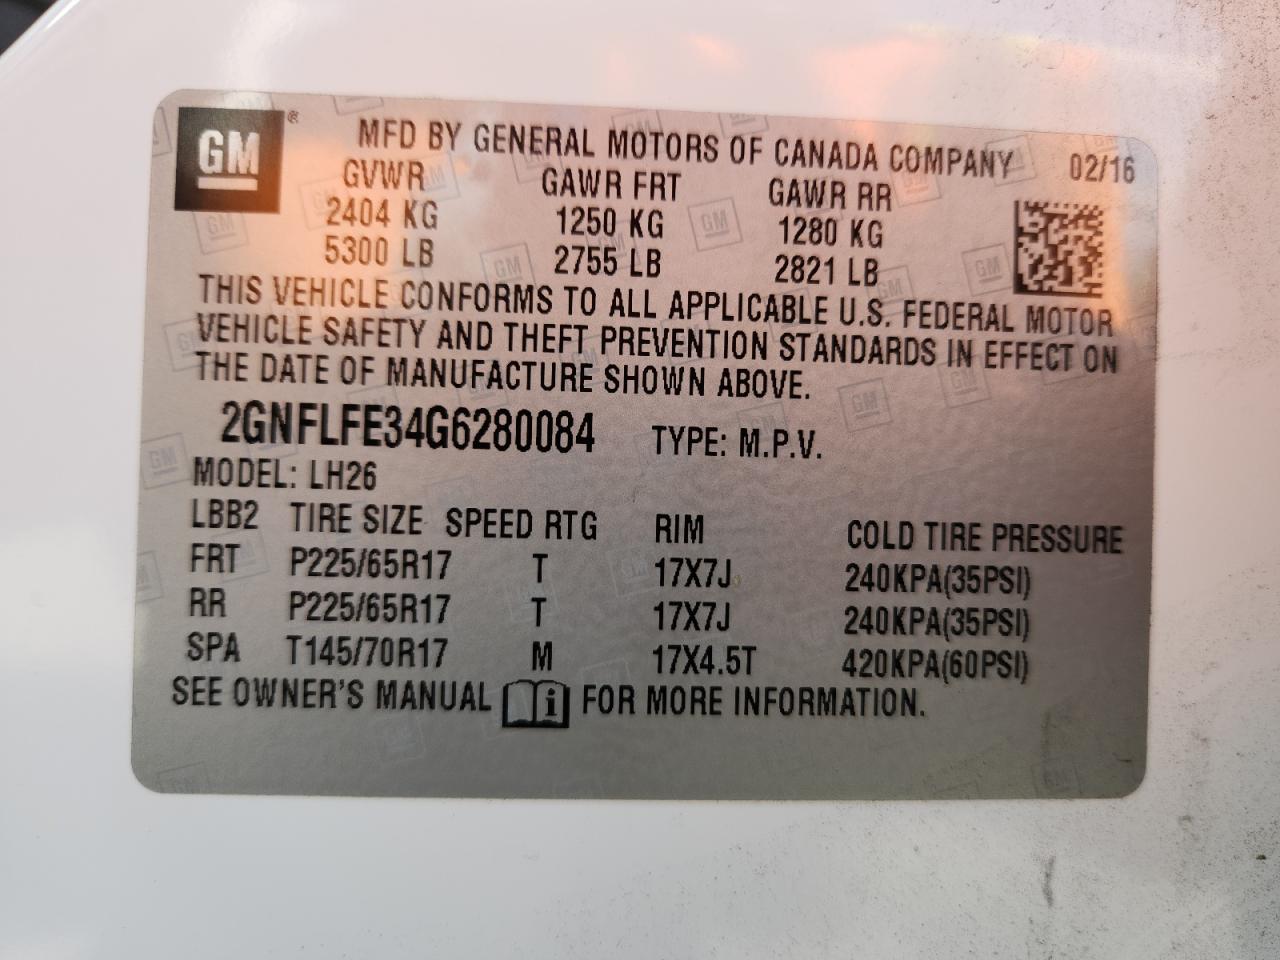 GM ®
MFD BY GENERAL MOTORS OF CANADA COMPANY 02/16
GVWR GAWR FRT GAWR RR
2404 KG 1250 KG 1280 KG
5300 LB 2755 LB 2821 LB
THIS VEHICLE CONFORMS TO ALL APPLICABLE U.S. FEDERAL MOTOR
VEHICLE SAFETY AND THEFT PREVENTION STANDARDS IN EFFECT ON
THE DATE OF MANUFACTURE SHOWN ABOVE.
2GNFLFE34G6280084 TYPE: M.P.V.
MODEL: LH26
LBB2 TIRE SIZE SPEED RTG RIM COLD TIRE PRESSURE
FRT P225/65R17 T 17X7J 240KPA(35PSI)
RR P225/65R17 T 17X7J 240KPA(35PSI)
SPA T145/70R17 M 17X4.5T 420KPA(60PSI)
SEE OWNER'S MANUAL i FOR MORE INFORMATION.